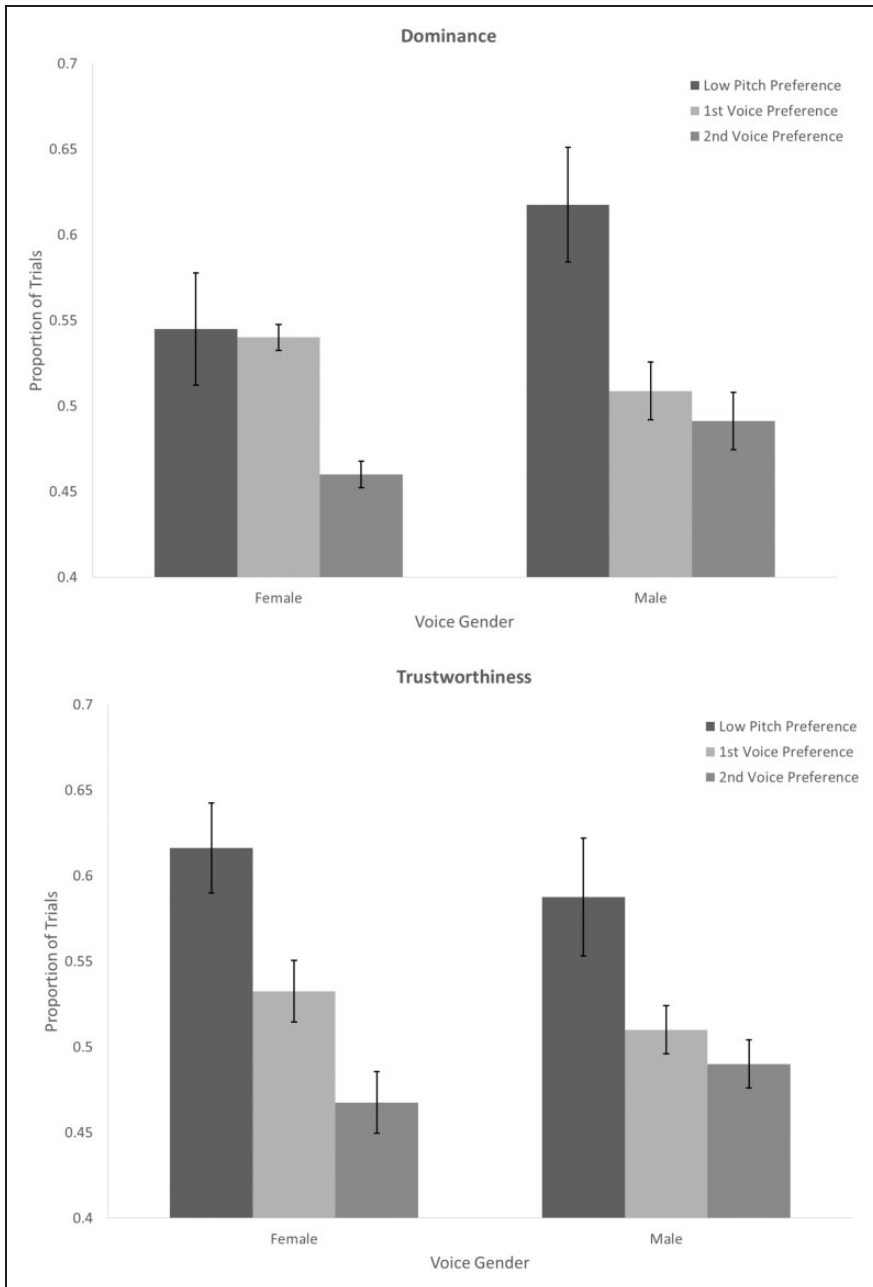 Dominance
0.7
0.65
0.6
0.55
0.5
0.45
0.4
Proportion of Trials
Low Pitch Preference
1st Voice Preference
2nd Voice Preference
Female
Male
Voice Gender
Trustworthiness
0.7
0.65
0.6
0.55
0.5
0.45
0.4
Proportion of Trials
Low Pitch Preference
1st Voice Preference
2nd Voice Preference
Female
Male
Voice Gender